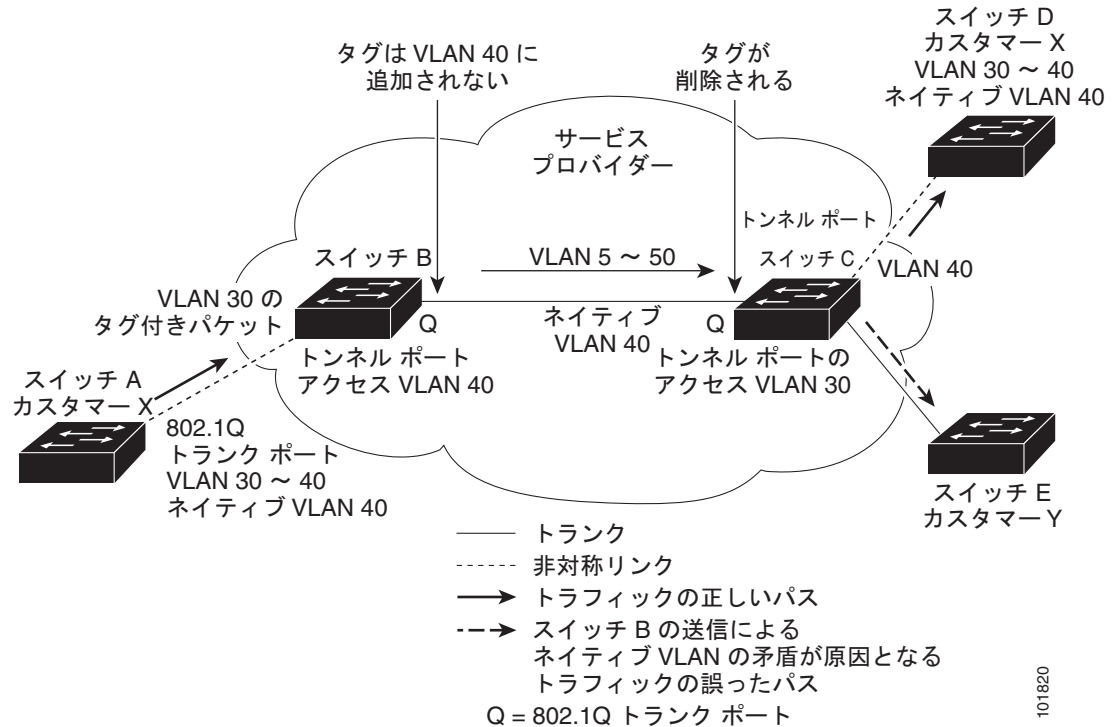 タグは VLAN 40 に
追加されない
タグが
削除される
スイッチ D
カスタマー X
VLAN 30 ～ 40
ネイティブ VLAN 40
サービス
プロバイダー
トンネル ポート
スイッチ B
VLAN 5 ～ 50
スイッチ C
VLAN 40
VLAN 30 の
タグ付きパケット
Q
ネイティブ
VLAN 40
Q
トンネル ポート
アクセス VLAN 40
トンネル ポートの
アクセス VLAN 30
スイッチ A
カスタマー X
802.1Q
トランク ポート
VLAN 30 ～ 40
ネイティブ VLAN 40
スイッチ E
カスタマー Y
トランク
非対称リンク
トラフィックの正しいパス
スイッチ B の送信による
ネイティブ VLAN の矛盾が原因となる
トラフィックの誤ったパス
Q = 802.1Q トランク ポート
101820